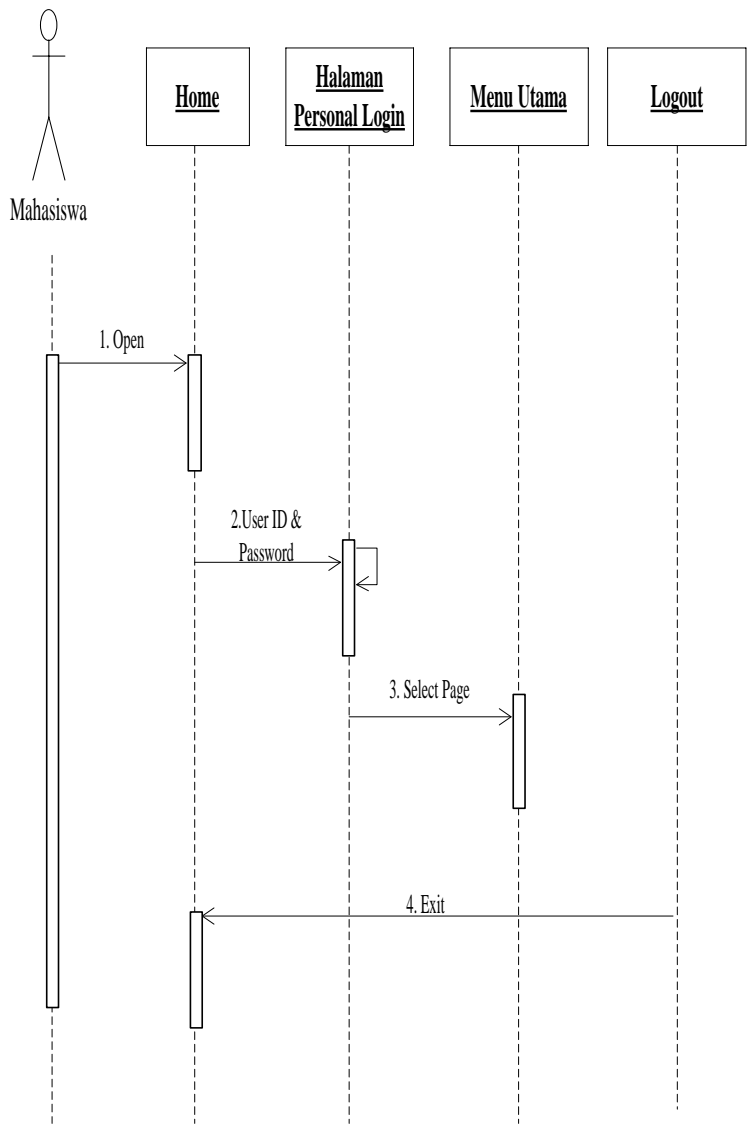 Home
Halaman
Personal Login
Menu Utama
Logout
Mahasiswa
1. Open
2.User ID &
Password
3. Select Page
4. Exit